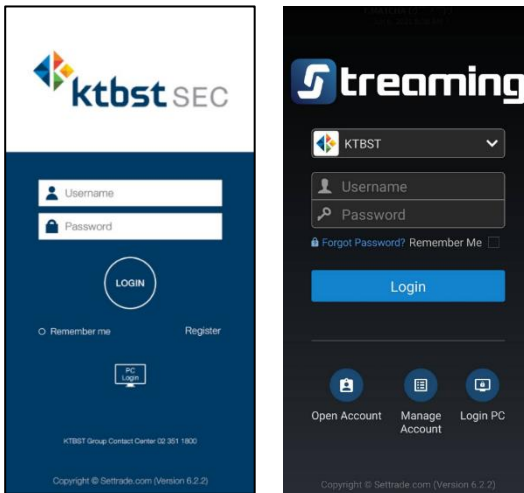 ktbst SEC
Username
Password
LOGIN
Remember me
Register
PC
Login
KTBST Group Contact Center 02 351 1800
Copyright © Settrade.com (Version 6.2.2)
Streaming
KTBST
Username
Password
Forgot Password? Remember Me
Login
Open Account
Manage
Account
Login PC
Copyright © Settrade.com (Version 6.2.2)